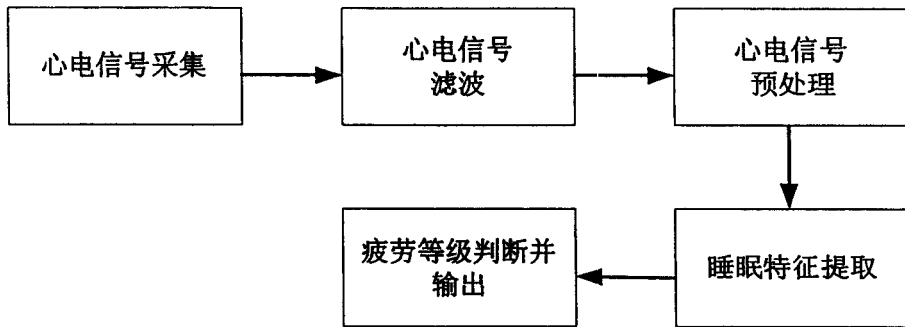 心电信号采集
心电信号
滤波
心电信号
预处理
睡眠特征提取
疲劳等级判断并
输出